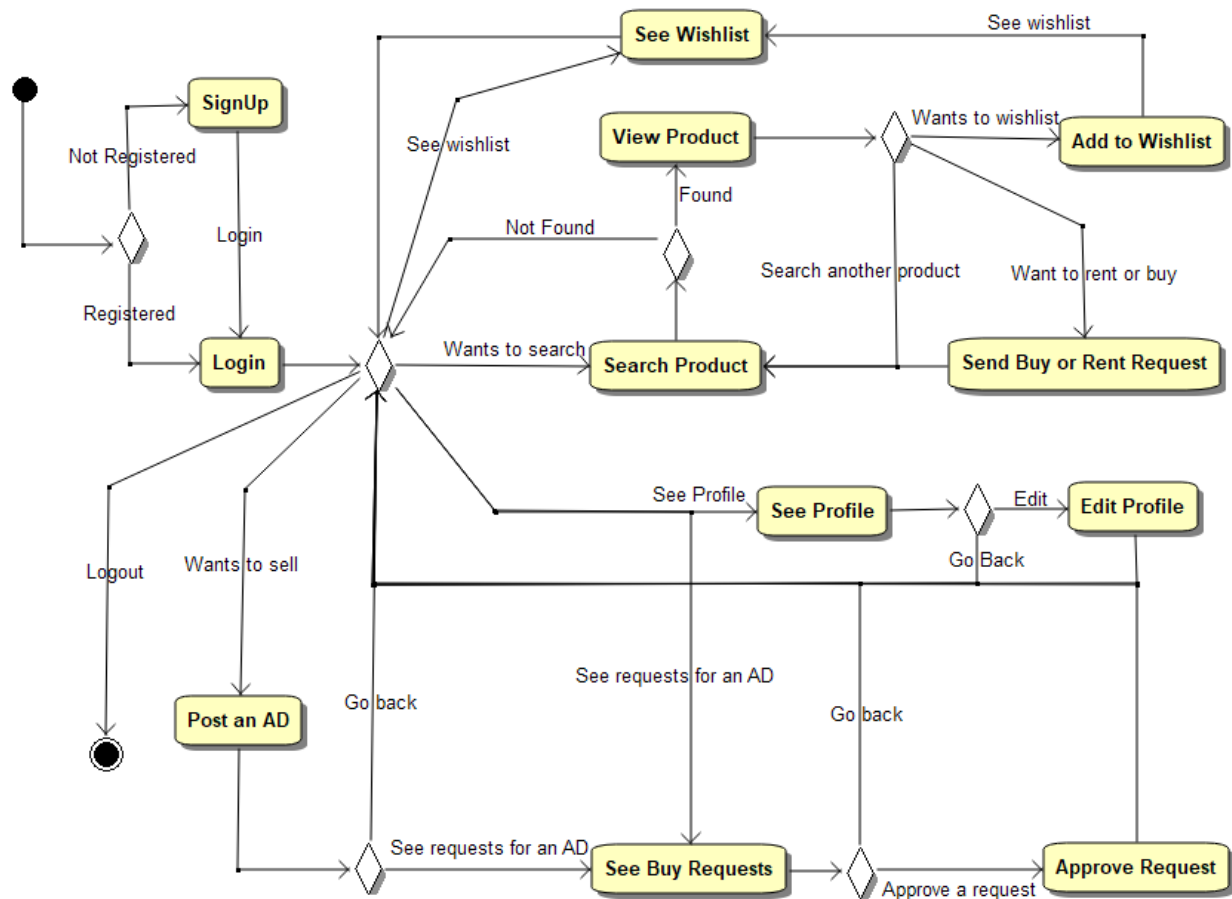 See wishlist
See Wishlist
SignUp
Wants to wishlist
View Product
Add to Wishlist
See wishlist
Not Registered
Found
Not Found
Login
Search another product
Want to rent or buy
Registered
Wants to search
Login
Search Product
Send Buy or Rent Request
See Profile
Edit
See Profile
Edit Profile
Go Back
Wants to sell
Logout
See requests for an AD
Go back
Go back
Post an AD
See requests for an AD
See Buy Requests
Approve Request
Approve a request